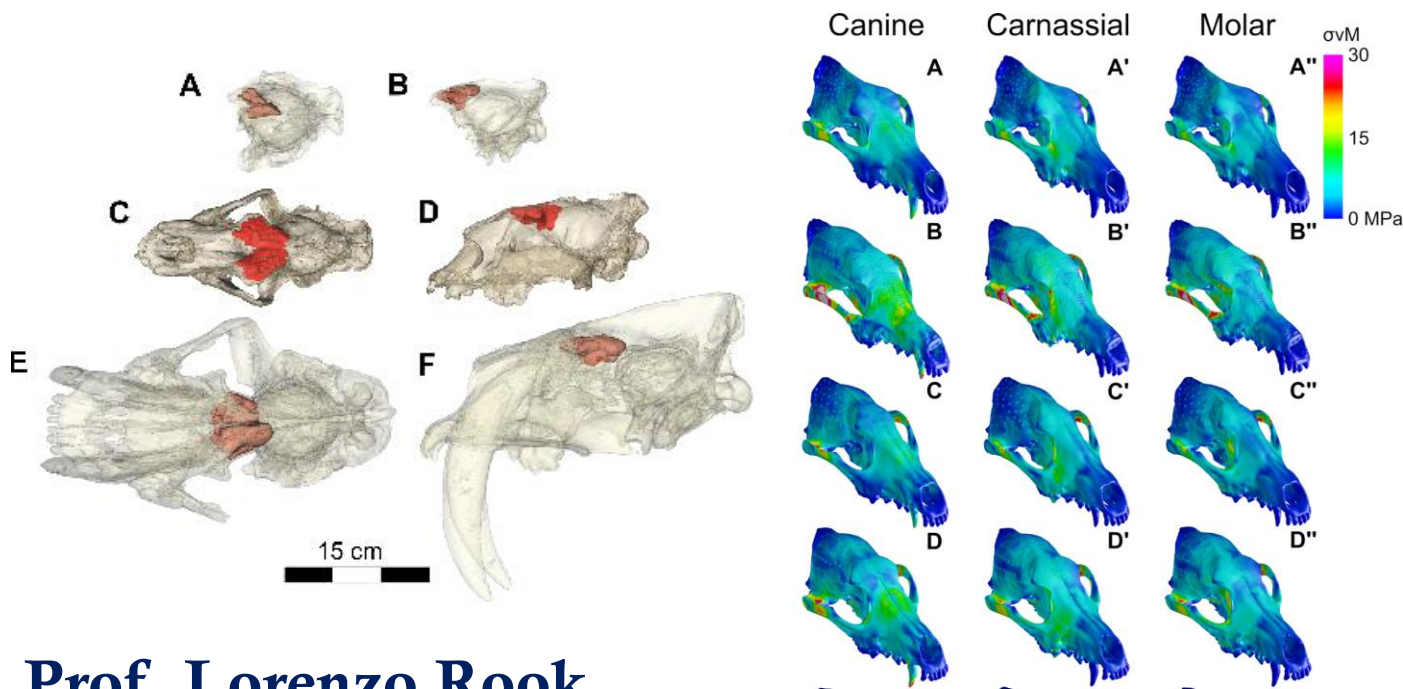 A
B
C
D
E
F
15 cm
Prof. Lorenzo Rook
Canine Carnassial Molar
σvM
30
15
0 MPa
A A' A"
B B' B"
C C' C"
D D' D"